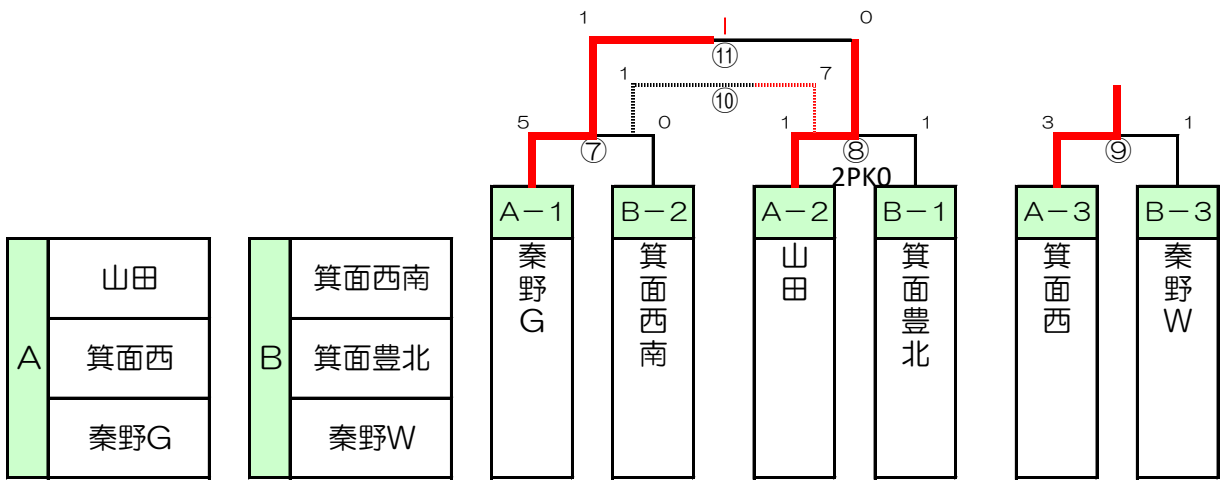 1 0
⑪
1 7
⑩
5 0 1 1 3 1
⑦ ⑧ ⑨
2PK0
A-1 B-2 A-2 B-1 A-3 B-3
秦野G
箕面西南
山田
箕面豊北
箕面西
秦野W
A
山田
箕面西
秦野G
B
箕面西南
箕面豊北
秦野W